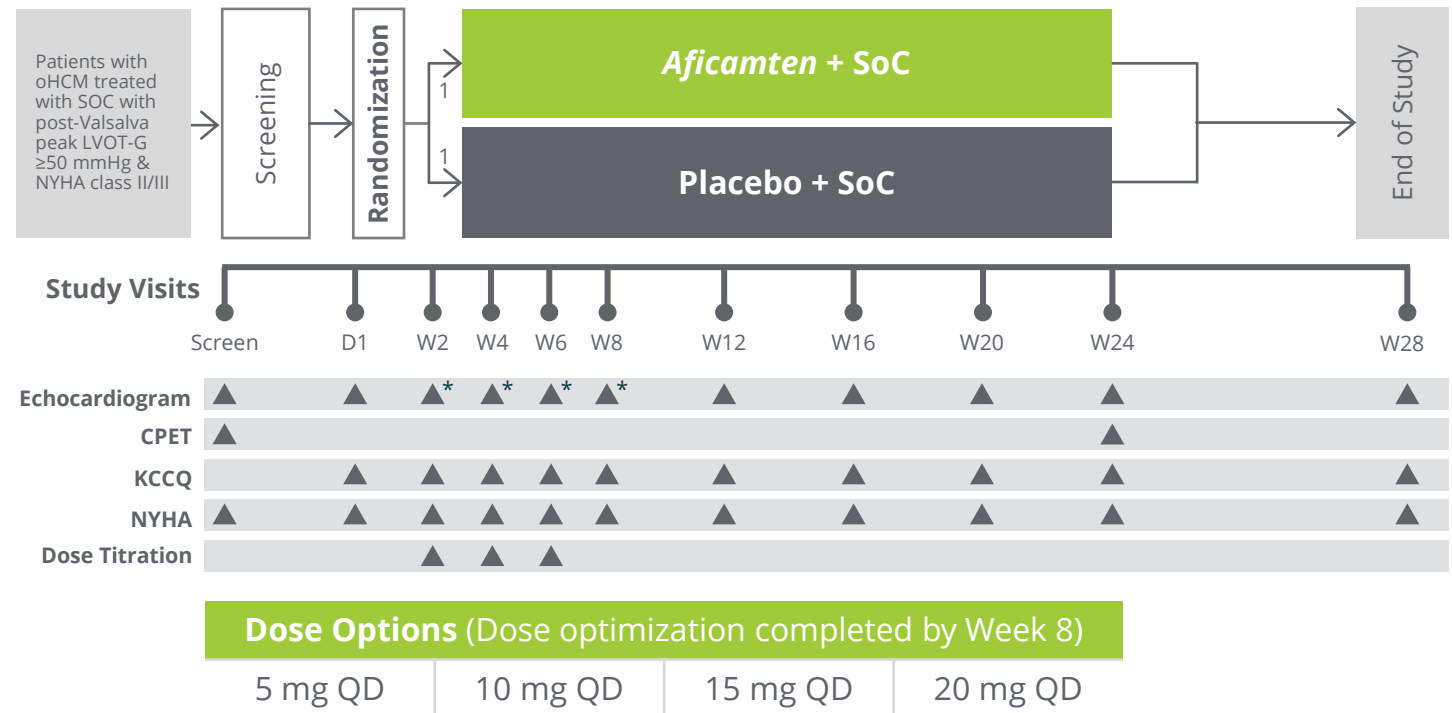 Patients with
oHCM treated
with SOC with
post-Valsalva
peak LVOT-G
≥50 mmHg &
NYHA class II/III
Screening
Randomization
1
1
Aficamten + SoC
Placebo + SoC
End of Study
Study Visits
Screen D1 W2 W4 W6 W8 W12 W16 W20 W24 W28
Echocardiogram * * * *
CPET
KCCQ
NYHA
Dose Titration
Dose Options (Dose optimization completed by Week 8)
5 mg QD 10 mg QD 15 mg QD 20 mg QD